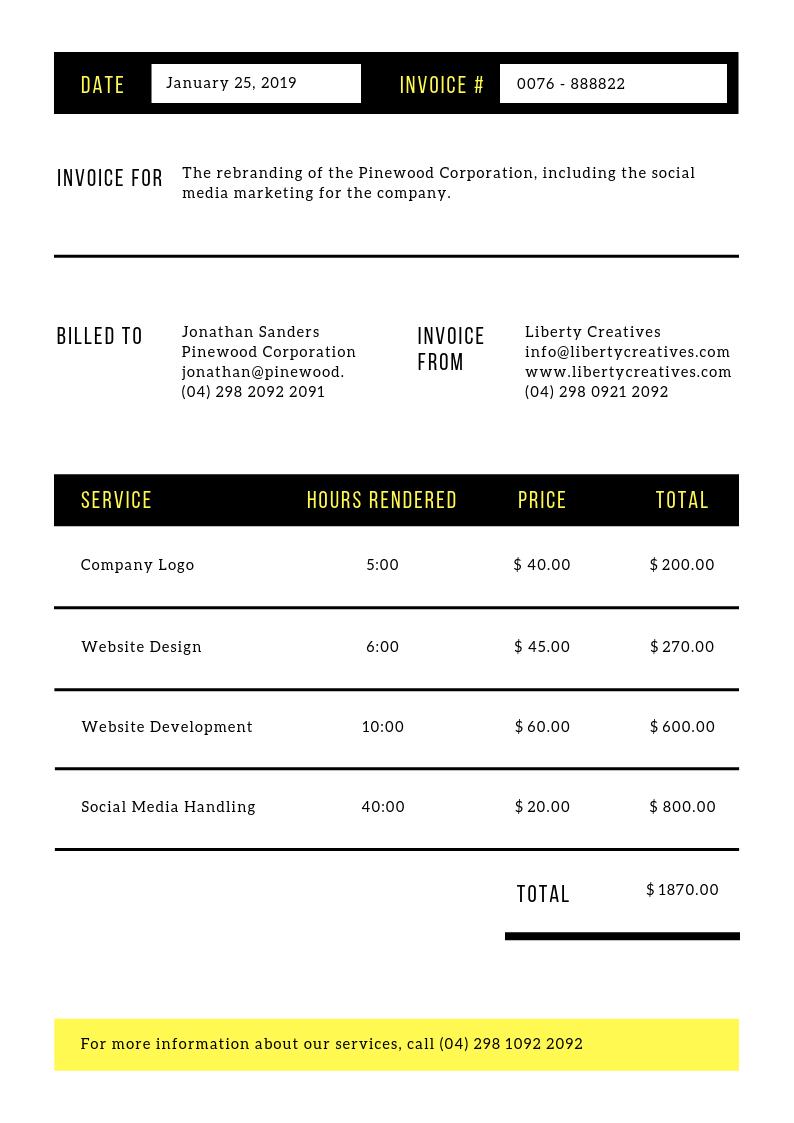 DATE January 25, 2019 INVOICE # 0076 - 888822
INVOICE FOR The rebranding of the Pinewood Corporation, including the social
media marketing for the company.
BILLED TO
Jonathan Sanders
Pinewood Corporation
jonathan@pinewood.
(04) 298 2092 2091
INVOICE
FROM
Liberty Creatives
info@libertycreatives.com
www.libertycreatives.com
(04) 298 0921 2092
SERVICE HOURS RENDERED PRICE TOTAL
Company Logo 5:00 $ 40.00 $ 200.00
Website Design 6:00 $ 45.00 $ 270.00
Website Development 10:00 $ 60.00 $ 600.00
Social Media Handling 40:00 $ 20.00 $ 800.00
TOTAL $ 1870.00
For more information about our services, call (04) 298 1092 2092